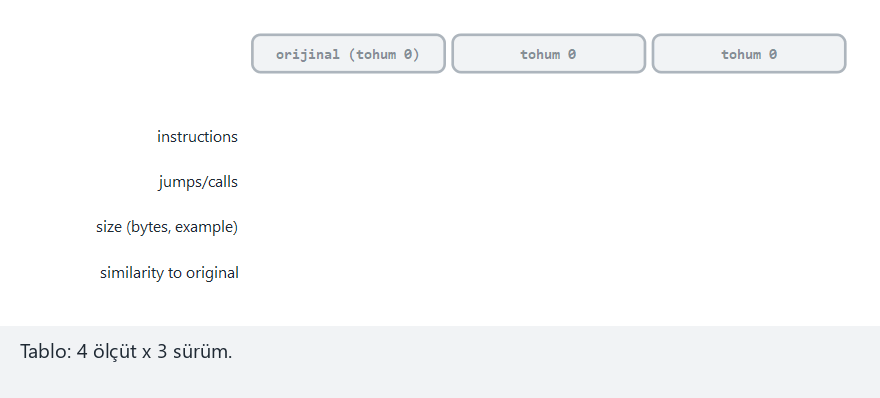 orijinal (tohum 0) tohum 0 tohum 0
instructions
jumps/calls
size (bytes, example)
similarity to original
Tablo: 4 ölçüt x 3 sürüm.